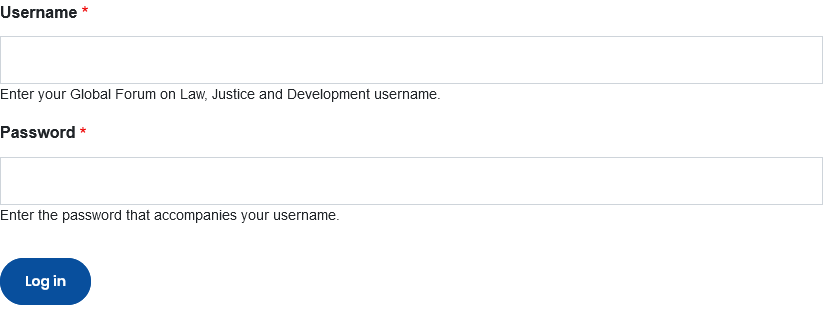 Username *
Enter your Global Forum on Law, Justice and Development username.
Password *
Enter the password that accompanies your username.
Log in